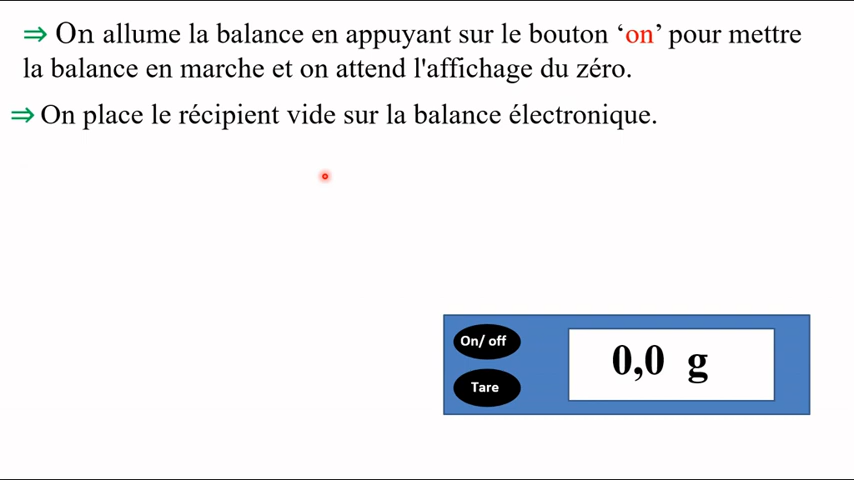 ⇒ On allume la balance en appuyant sur le bouton ‘on’ pour mettre
la balance en marche et on attend l'affichage du zéro.
⇒ On place le récipient vide sur la balance électronique.
On/ off
0,0 g
Tare